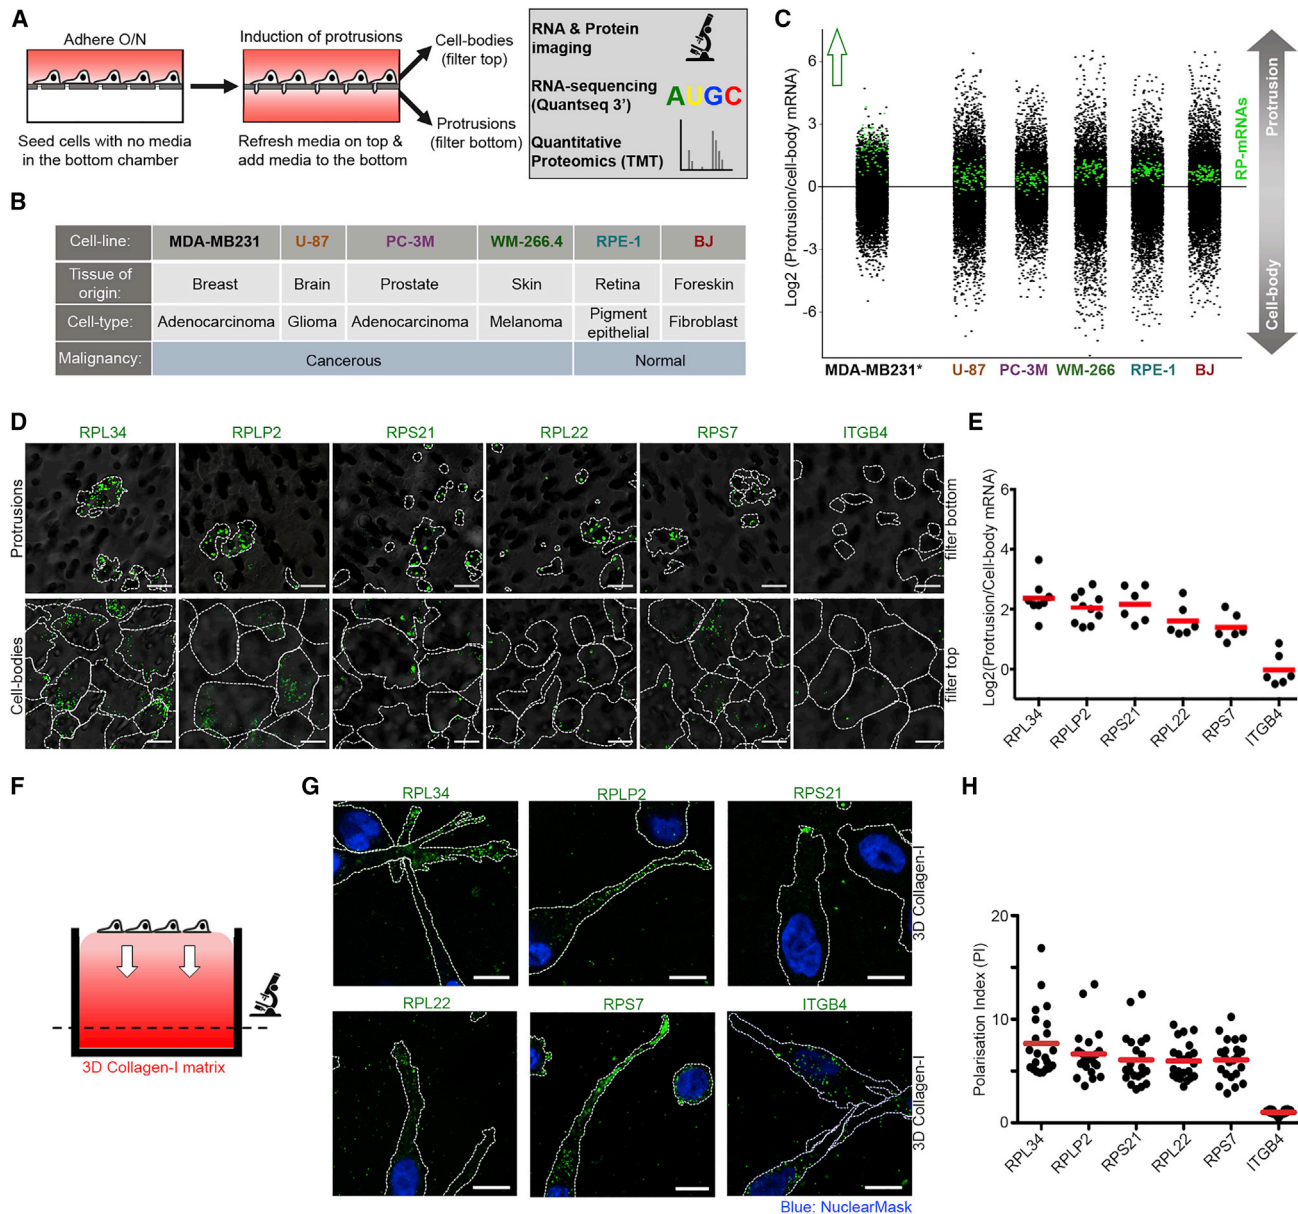 A
Adhere O/N
Seed cells with no media
in the bottom chamber
Induction of protrusions
Refresh media on top &
add media to the bottom
Cell-bodies
(filter top)
Protrusions
(filter bottom)
RNA & Protein
imaging
RNA-sequencing
(Quantseq 3')
AUGC
Quantitative
Proteomics (TMT)
B
Cell-line: MDA-MB231 U-87 PC-3M WM-266.4 RPE-1 BJ
Tissue of
origin: Breast Brain Prostate Skin Retina Foreskin
Cell-type: Adenocarcinoma Glioma Adenocarcinoma Melanoma Pigment
epithelial Fibroblast
Malignancy: Cancerous Normal
C
Log2 (Protrusion/cell-body mRNA)
6
3
0
-3
-6
MDA-MB231* U-87 PC-3M WM-266 RPE-1 BJ
RP-mRNAs
Protrusion
Cell-body
D
RPL34 RPLP2 RPS21 RPL22 RPS7 ITGB4
Protrusions
filter bottom
Cell-bodies
filter top
E
Log2(Protrusion/Cell-body mRNA)
6
4
2
0
RPL34 RPLP2 RPS21 RPL22 RPS7 ITGB4
F
3D Collagen-I matrix
G
RPL34 RPLP2 RPS21
3D Collagen-I
RPL22 RPS7 ITGB4
3D Collagen-I
Blue: NuclearMask
H
Polarisation Index (PI)
20
10
0
RPL34 RPLP2 RPS21 RPL22 RPS7 ITGB4